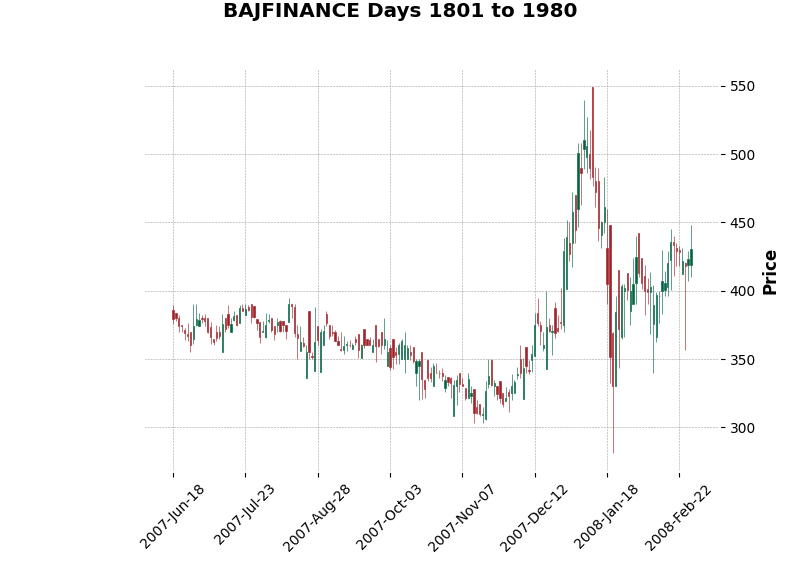 BAJFINANCE Days 1801 to 1980
550
500
450
400
350
300
Price
2007-Jun-18
2007-Jul-23
2007-Aug-28
2007-Oct-03
2007-Nov-07
2007-Dec-12
2008-Jan-18
2008-Feb-22